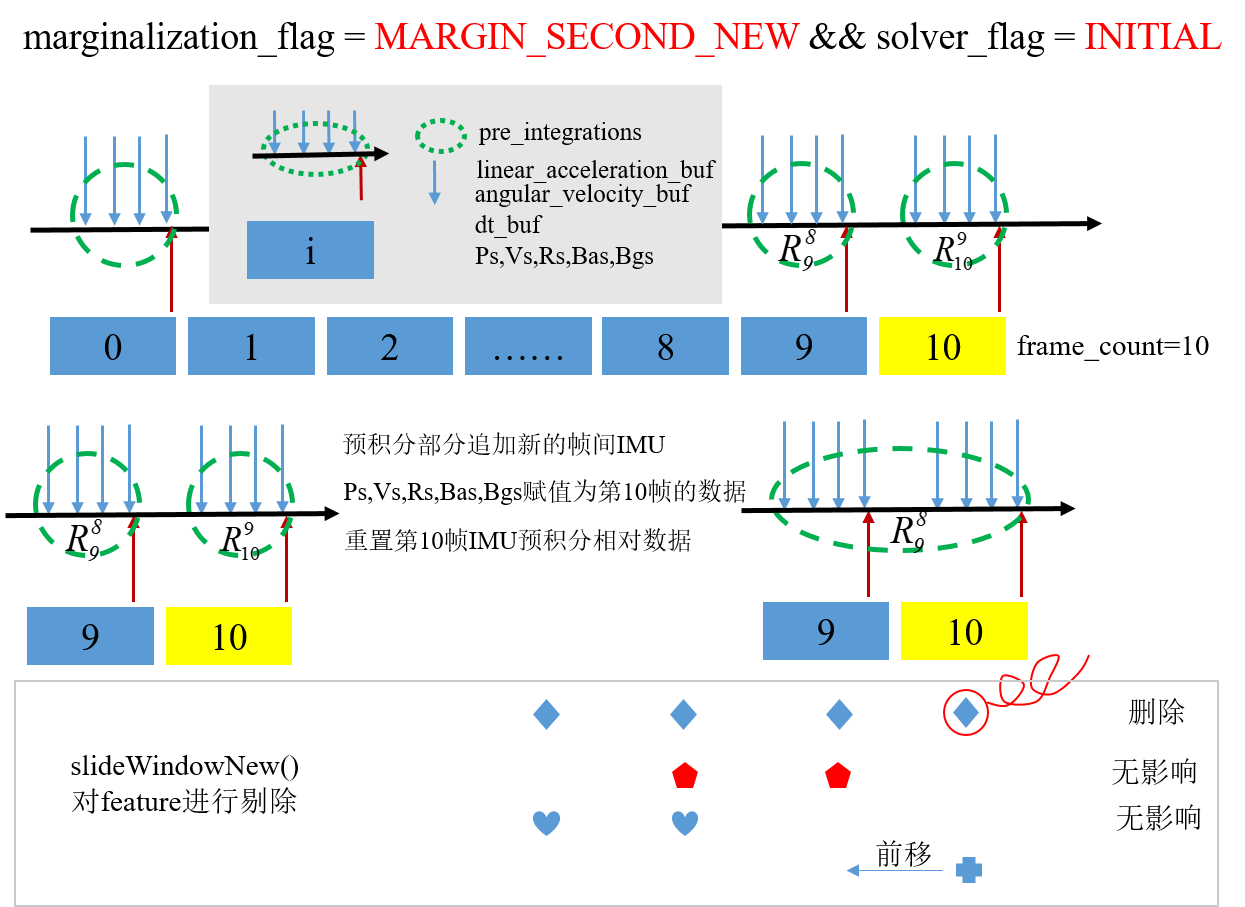 marginalization_flag = MARGIN_SECOND_NEW && solver_flag = INITIAL
pre_integrations
linear_acceleration_buf
angular_velocity_buf
dt_buf
Ps,Vs,Rs,Bas,Bgs
i
R_9^8
R_10^9
0 1 2 …… 8 9 10 frame_count=10
预积分部分追加新的帧间IMU
Ps,Vs,Rs,Bas,Bgs赋值为第10帧的数据
重置第10帧IMU预积分相对数据
R_9^8
R_10^9
R_9^8
9 10
9 10
删除
slideWindowNew()
对feature进行剔除
无影响
无影响
前移